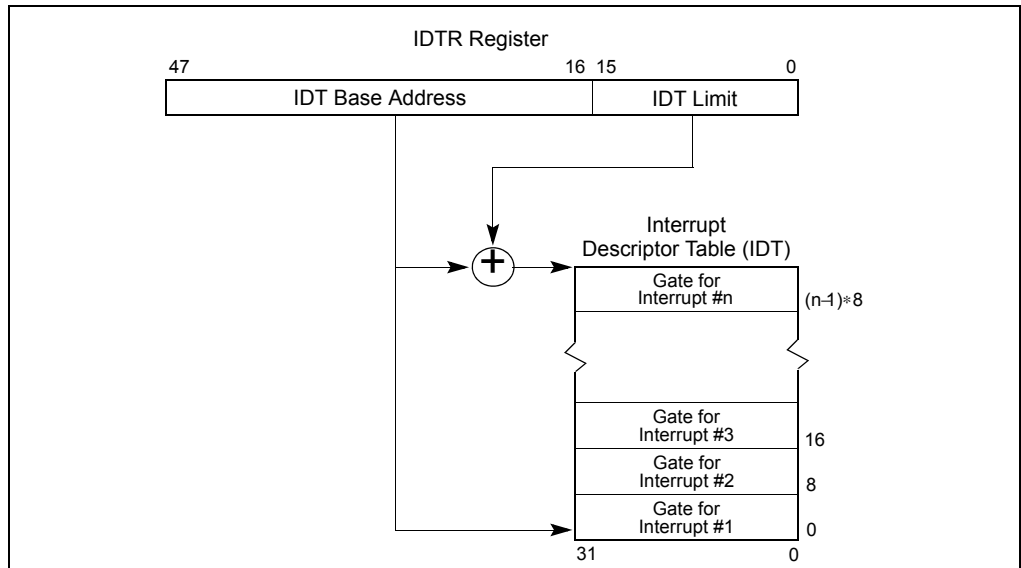 IDTR Register
47 16 15 0
IDT Base Address IDT Limit
+
Interrupt
Descriptor Table (IDT)
Gate for
Interrupt #n
(n–1)∗8
Gate for
Interrupt #3
16
Gate for
Interrupt #2
8
Gate for
Interrupt #1
0
31 0